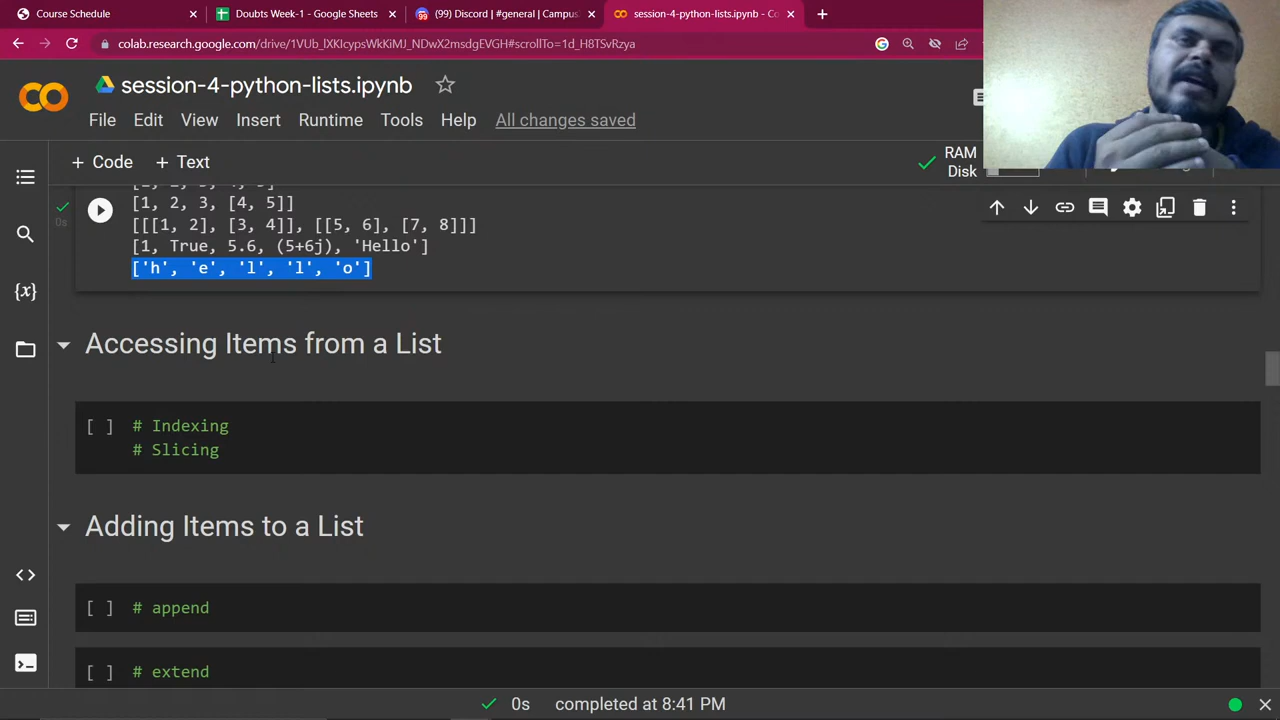 Course Schedule
Doubts Week-1 - Google Sheets
(99) Discord | #general | Campus
session-4-python-lists.ipynb - Co
colab.research.google.com/drive/1VUb_lXKIcypsWkKiMJ_NDwX2msdgEVGH#scrollTo=1d_H8TSvRzya
session-4-python-lists.ipynb
File Edit View Insert Runtime Tools Help All changes saved
+ Code + Text
RAM
Disk
[1, 2, 3, [4, 5]]
[[[1, 2], [3, 4]], [[5, 6], [7, 8]]]
[1, True, 5.6, (5+6j), 'Hello']
['h', 'e', 'l', 'l', 'o']
0s
Accessing Items from a List
[ ] # Indexing
# Slicing
Adding Items to a List
[ ] # append
[ ] # extend
0s completed at 8:41 PM